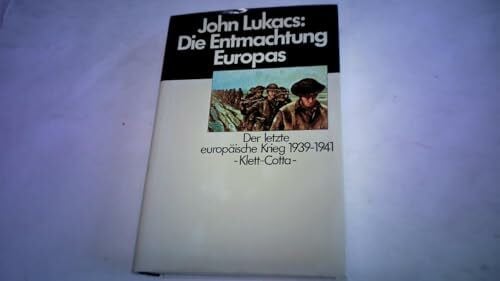 John Lukacs:
Die Entmachtung
Europas
Der letzte
europäische Krieg 1939-1941
-Klett-Cotta-